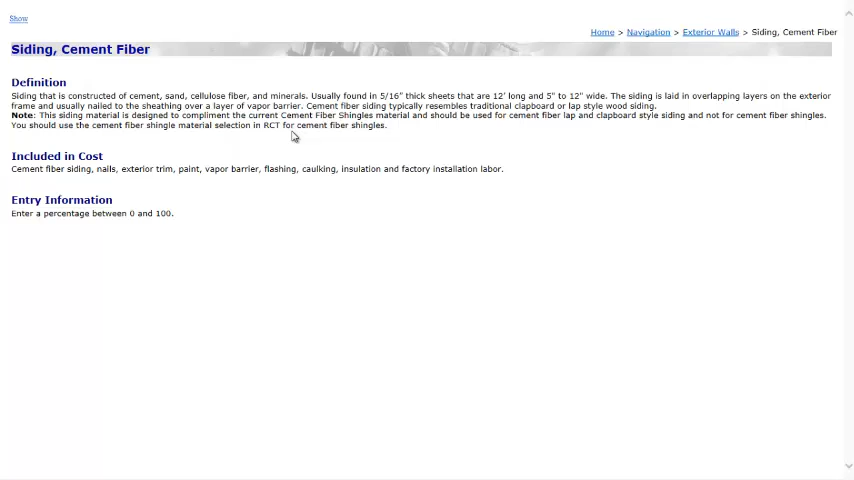 Show
Home > Navigation > Exterior Walls > Siding, Cement Fiber
Siding, Cement Fiber
Definition
Siding that is constructed of cement, sand, cellulose fiber, and minerals. Usually found in 5/16" thick sheets that are 12' long and 5" to 12" wide. The siding is laid in overlapping layers on the exterior
frame and usually nailed to the sheathing over a layer of vapor barrier. Cement fiber siding typically resembles traditional clapboard or lap style wood siding.
Note: This siding material is designed to compliment the current Cement Fiber Shingles material and should be used for cement fiber lap and clapboard style siding and not for cement fiber shingles.
You should use the cement fiber shingle material selection in RCT for cement fiber shingles.
Included in Cost
Cement fiber siding, nails, exterior trim, paint, vapor barrier, flashing, caulking, insulation and factory installation labor.
Entry Information
Enter a percentage between 0 and 100.